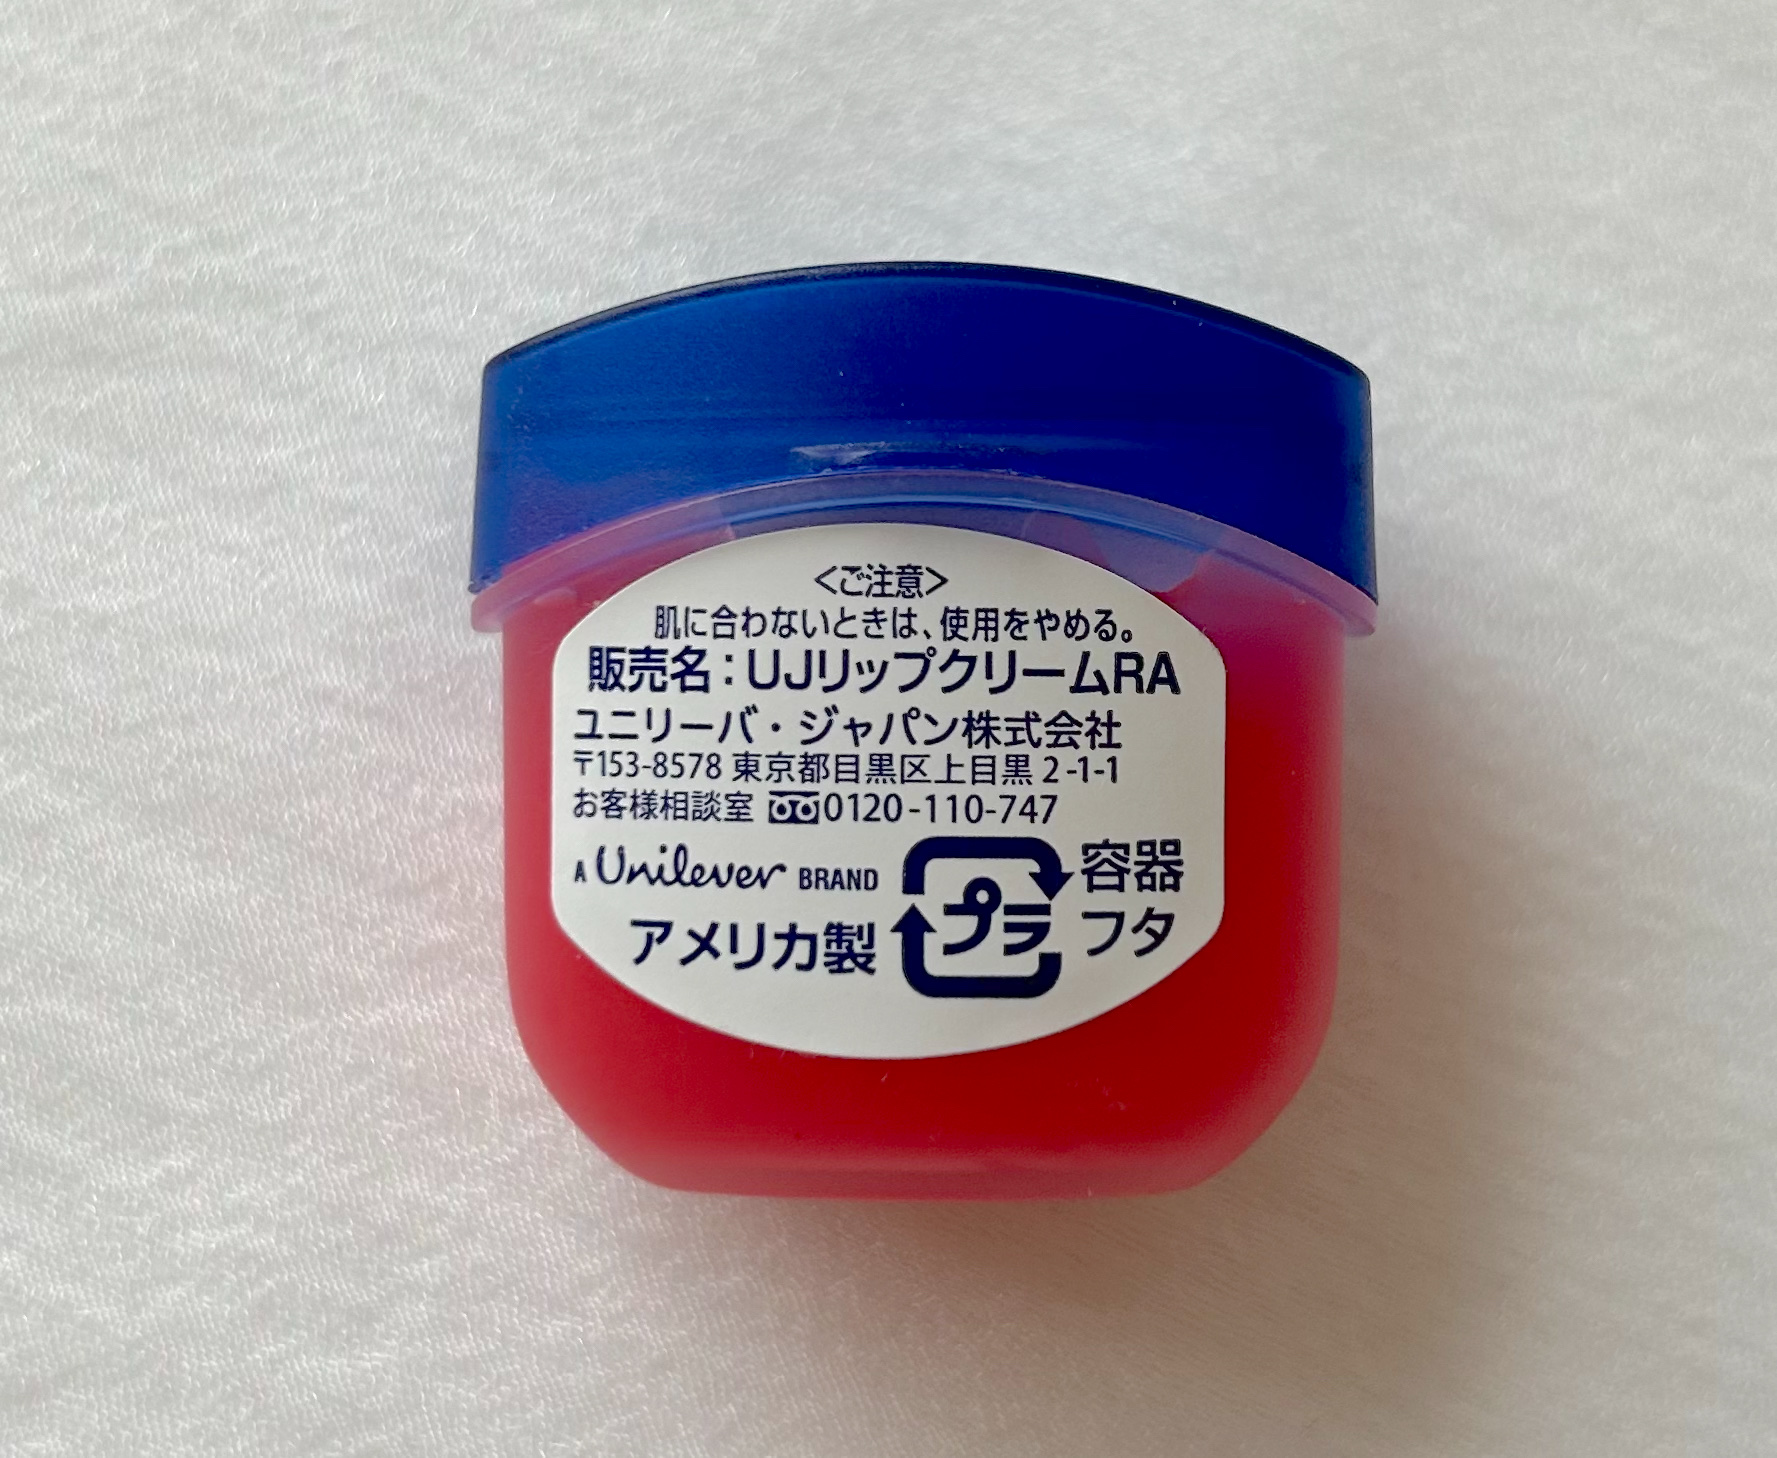 <ご注意>
肌に合わないときは、使用をやめる。
販売名：UJリップクリームRA
ユニリーバ・ジャパン株式会社
〒153-8578 東京都目黒区上目黒 2-1-1
お客様相談室 0120-110-747
A Unilever BRAND
アメリカ製
プラ
容器
フタ